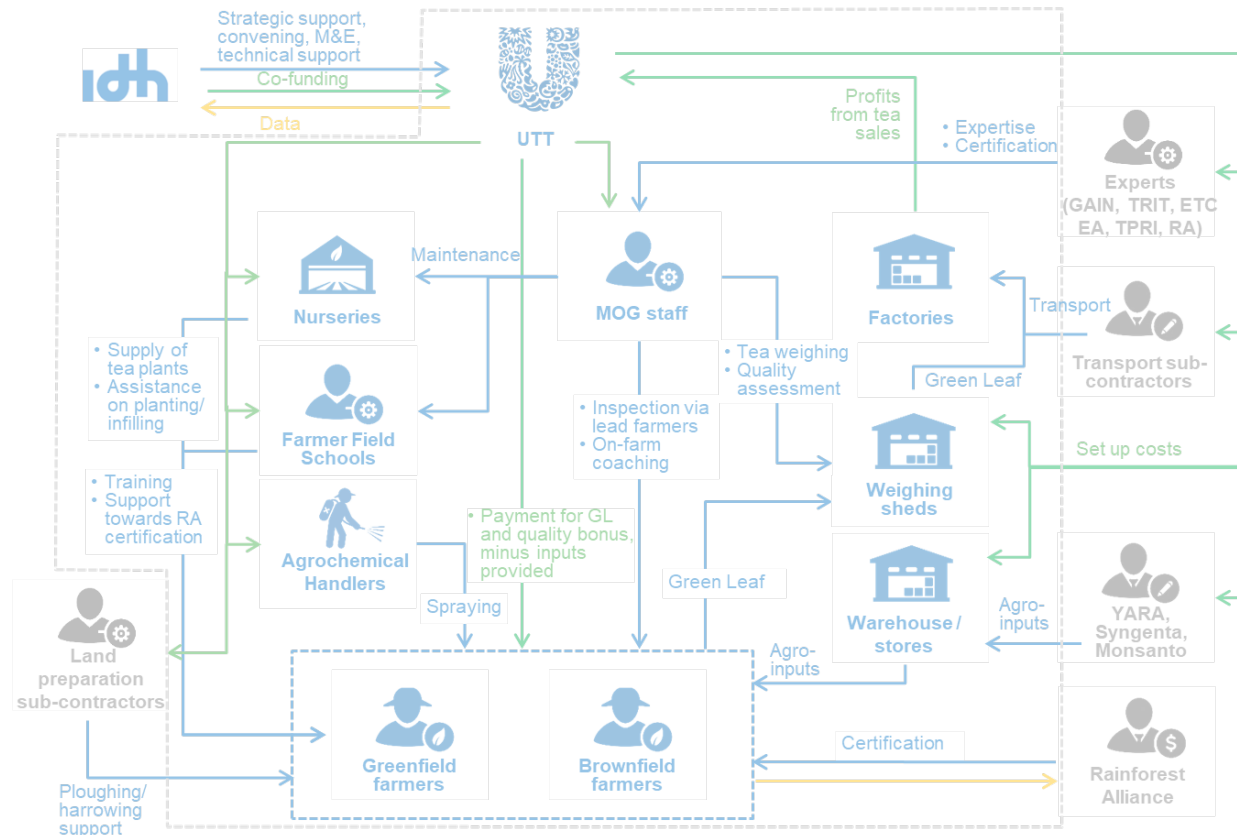 Strategic support,
convening, M&E,
technical support
idh
Co-funding
Data
UTT
Profits
from tea
sales
• Expertise
• Certification
Experts
(GAIN, TRIT, ETC
EA, TPRI, RA)
Maintenance
Nurseries
MOG staff
Factories
Transport
Transport sub-
contractors
• Supply of
tea plants
• Assistance
on planting/
infilling
• Tea weighing
• Quality
assessment
Green Leaf
Farmer Field
Schools
• Inspection via
lead farmers
• On-farm
coaching
Set up costs
• Training
• Support
towards RA
certification
Weighing
sheds
• Payment for GL
and quality bonus,
minus inputs
provided
Agrochemical
Handlers
Green Leaf
Spraying
Warehouse /
stores
Agro-
inputs
YARA,
Syngenta,
Monsanto
Land
preparation
sub-contractors
Agro-
inputs
Certification
Greenfield
farmers
Brownfield
farmers
$
Rainforest
Alliance
Ploughing/
harrowing
support